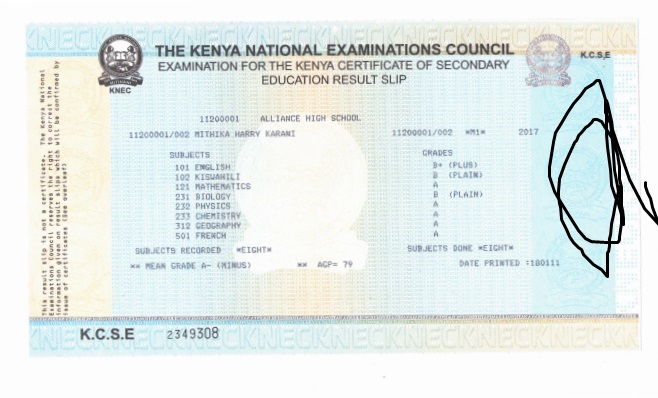 THE KENYA NATIONAL EXAMINATIONS COUNCIL
EXAMINATION FOR THE KENYA CERTIFICATE OF SECONDARY
EDUCATION RESULT SLIP
KNEC
K.C.S.E
11200001 ALLIANCE HIGH SCHOOL
11200001/002 MITHIKA HARRY KARANI 11200001/002 *M1* 2017
SUBJECTS GRADES
101 ENGLISH B+ (PLUS)
102 KISWAHILI B (PLAIN)
121 MATHEMATICS A
231 BIOLOGY B (PLAIN)
232 PHYSICS A
233 CHEMISTRY A
312 GEOGRAPHY A
501 FRENCH A
SUBJECTS RECORDED *EIGHT* SUBJECTS DONE *EIGHT*
** MEAN GRADE A- (MINUS) ** AGP= 79 DATE PRINTED :180111
K.C.S.E 2349308
This result slip is not a certificate. The Kenya National
Examinations Council reserves the right to correct the
information given on result slips which will be confirmed by
issue of certificates (See overleaf)